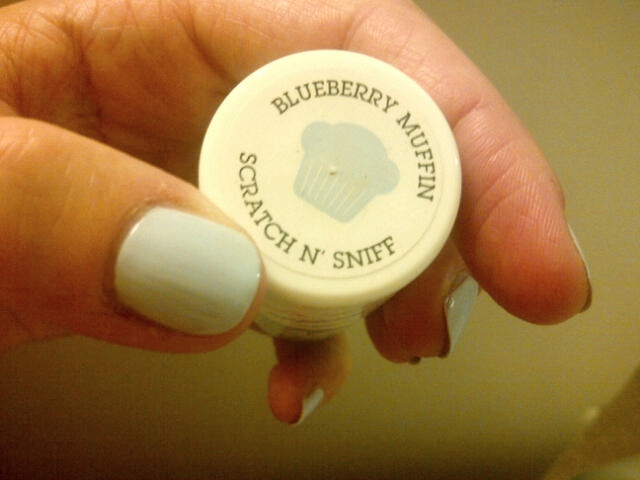 BLUEBERRY MUFFIN
SCRATCH N' SNIFF